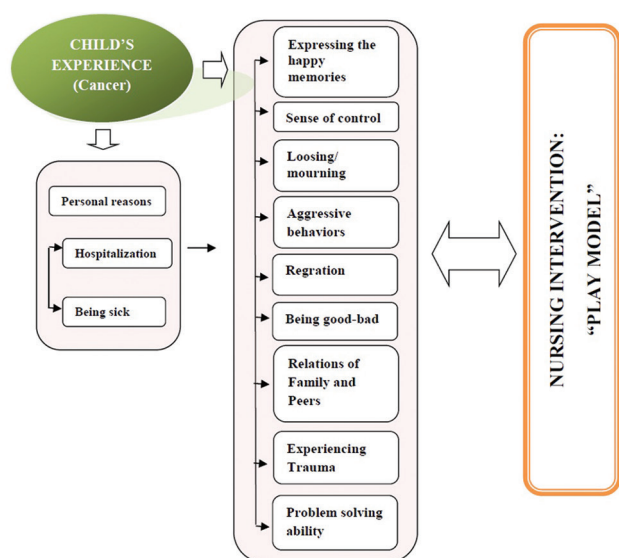 CHILD'S
EXPERIENCE
(Cancer)
Personal reasons
Hospitalization
Being sick
Expressing the
happy
memories
Sense of control
Loosing/
mourning
Aggressive
behaviors
Regration
Being good-bad
Relations of
Family and
Peers
Experiencing
Trauma
Problem solving
ability
NURSING INTERVENTION:
“PLAY MODEL”